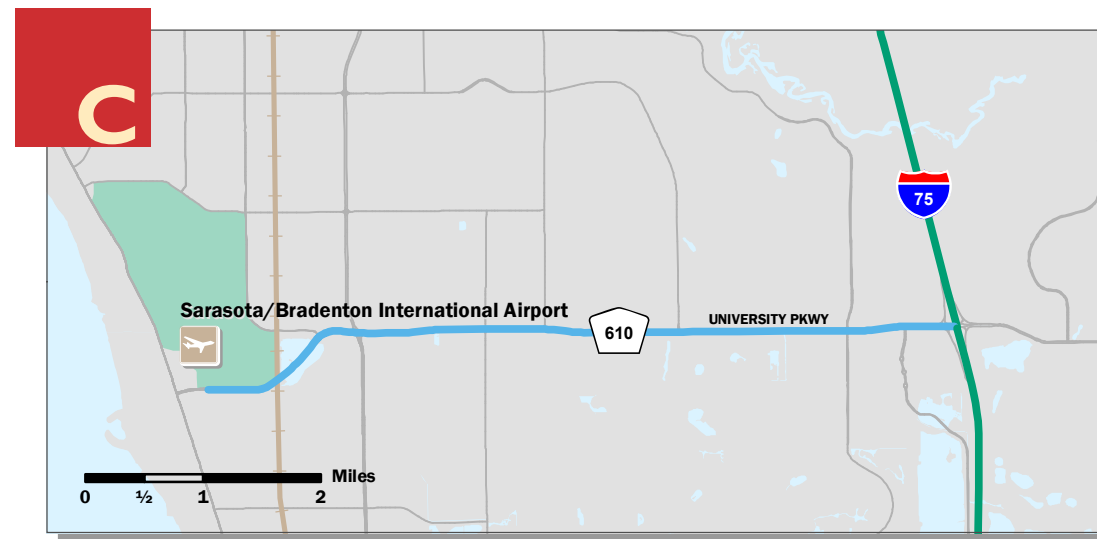 C
75
Sarasota/Bradenton International Airport
UNIVERSITY PKWY
610
Miles
0 ½ 1 2